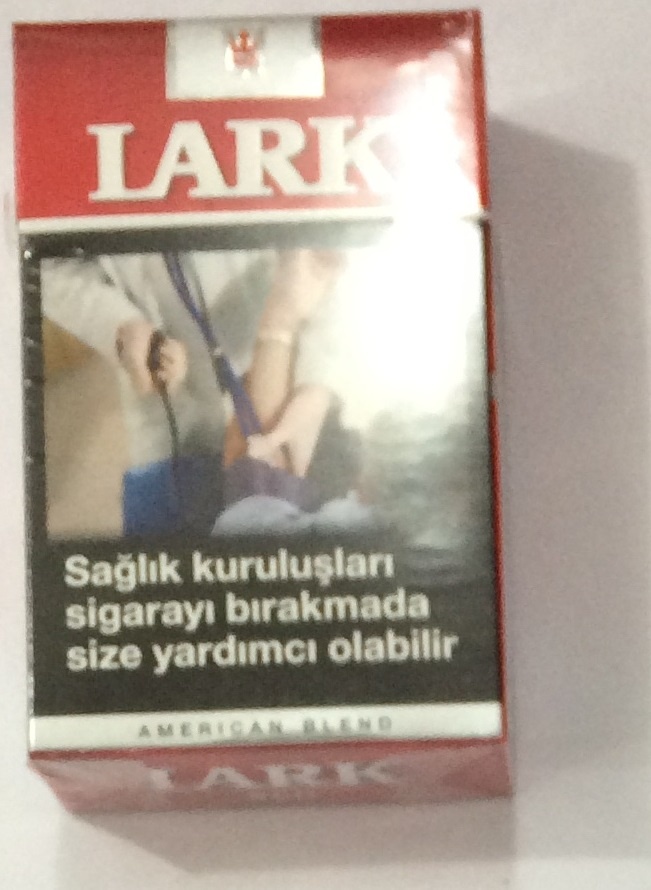 LARK
Sağlık kuruluşları
sigarayı bırakmada
size yardımcı olabilir
AMERICAN BLEND
LARK